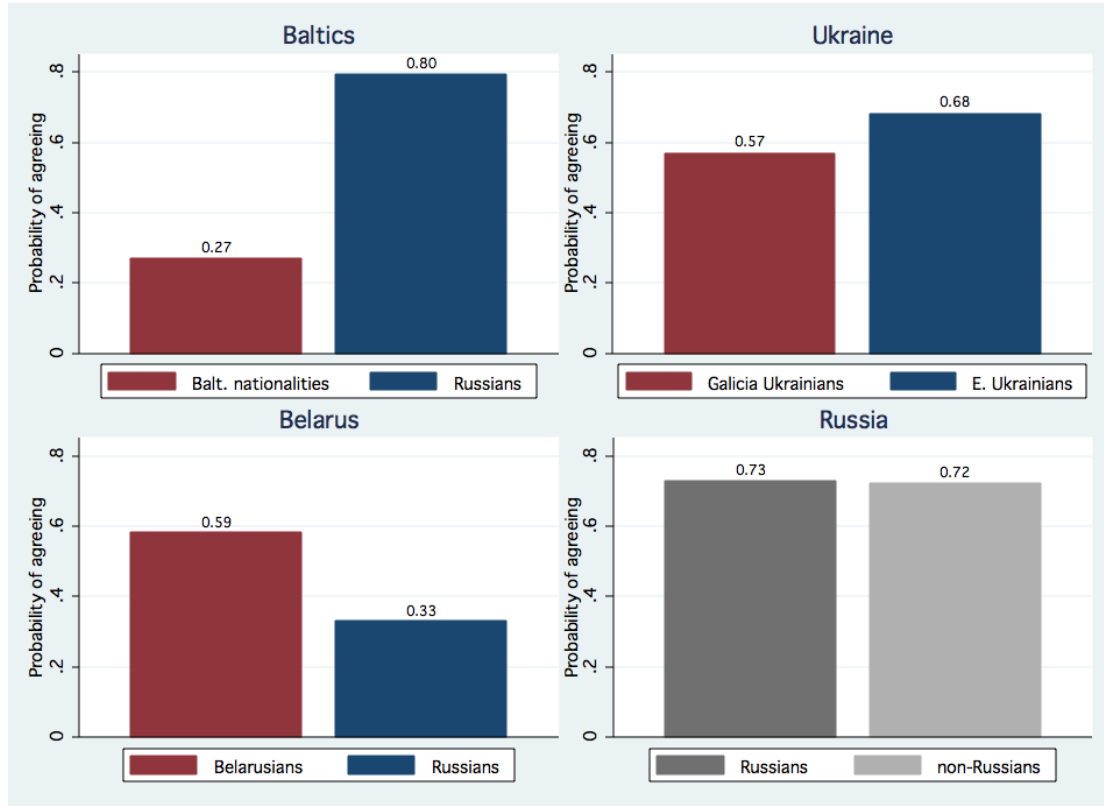 Baltics
Probability of agreeing
.8
.6
.4
.2
0
0.27
0.80
Balt. nationalities
Russians
Ukraine
Probability of agreeing
.8
.6
.4
.2
0
0.57
0.68
Galicia Ukrainians
E. Ukrainians
Belarus
Probability of agreeing
.8
.6
.4
.2
0
0.59
0.33
Belarusians
Russians
Russia
Probability of agreeing
.8
.6
.4
.2
0
0.73
0.72
Russians
non-Russians